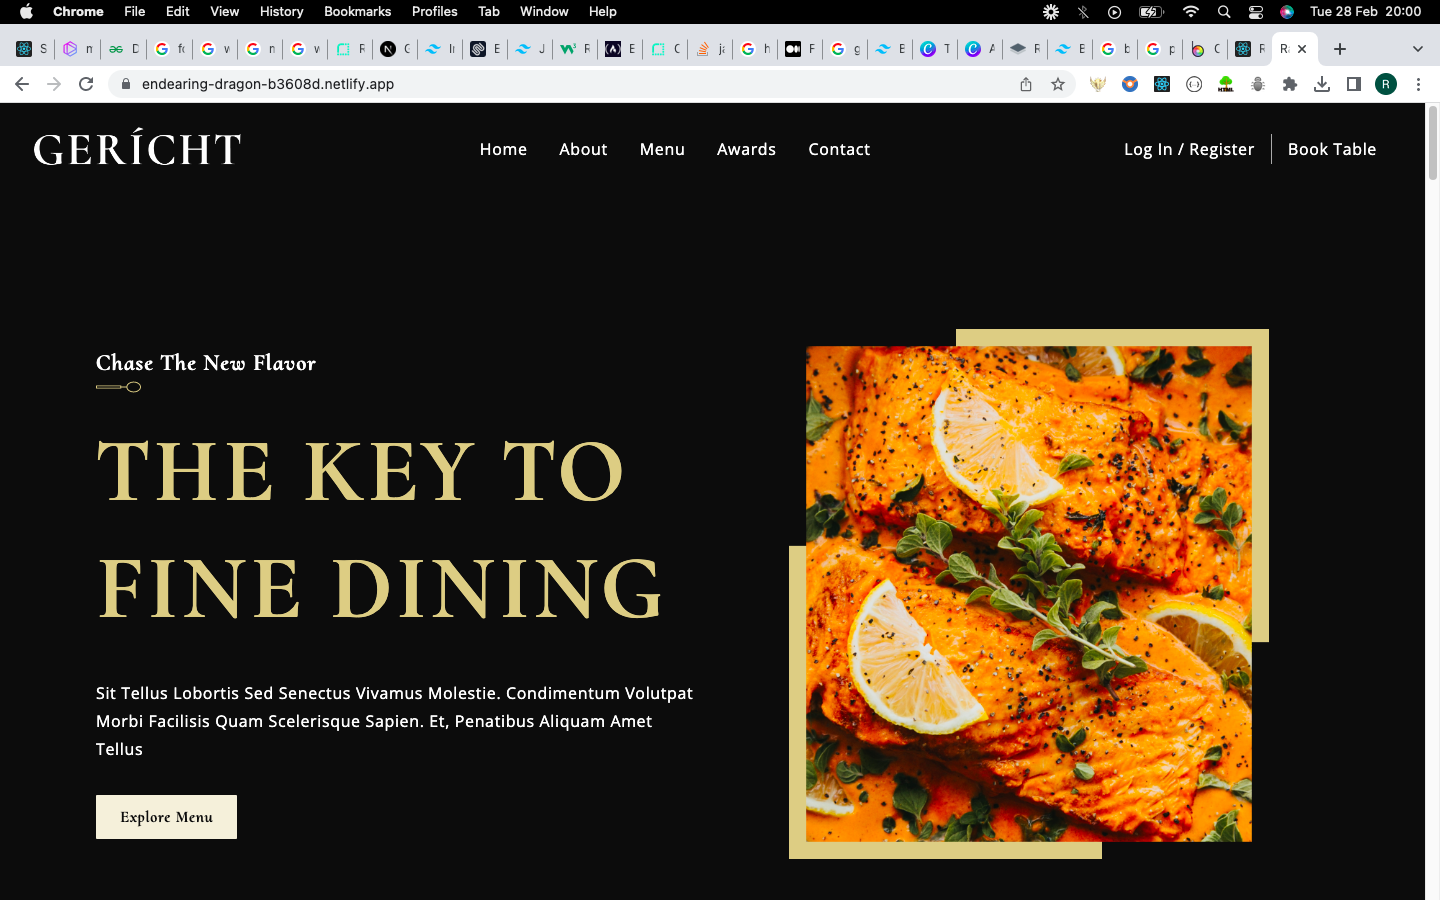 Chrome File Edit View History Bookmarks Profiles Tab Window Help Tue 28 Feb 20:00
endearing-dragon-b3608d.netlify.app
GERÍCHT
Home About Menu Awards Contact
Log In / Register Book Table
Chase The New Flavor
THE KEY TO
FINE DINING
Sit Tellus Lobortis Sed Senectus Vivamus Molestie. Condimentum Volutpat
Morbi Facilisis Quam Scelerisque Sapien. Et, Penatibus Aliquam Amet
Tellus
Explore Menu